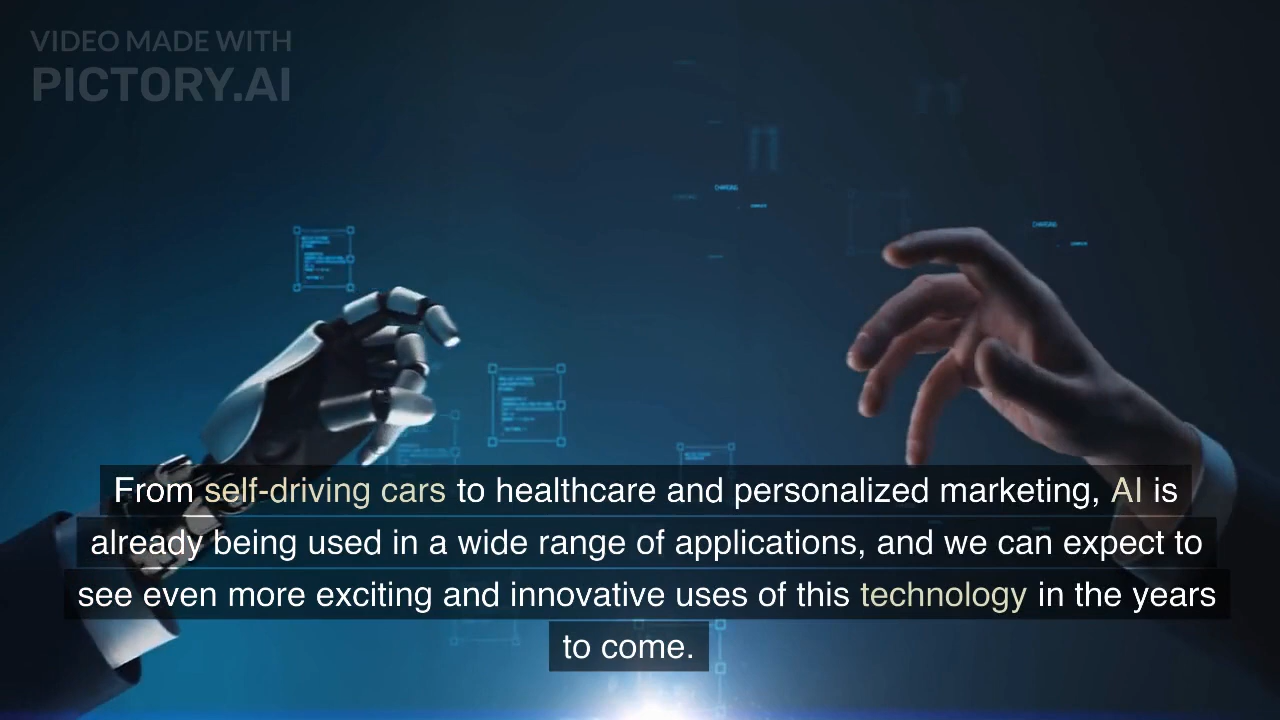 VIDEO MADE WITH
PICTORY.AI
CHARGING
CHARGING
From self-driving cars to healthcare and personalized marketing, AI is
already being used in a wide range of applications, and we can expect to
see even more exciting and innovative uses of this technology in the years
to come.